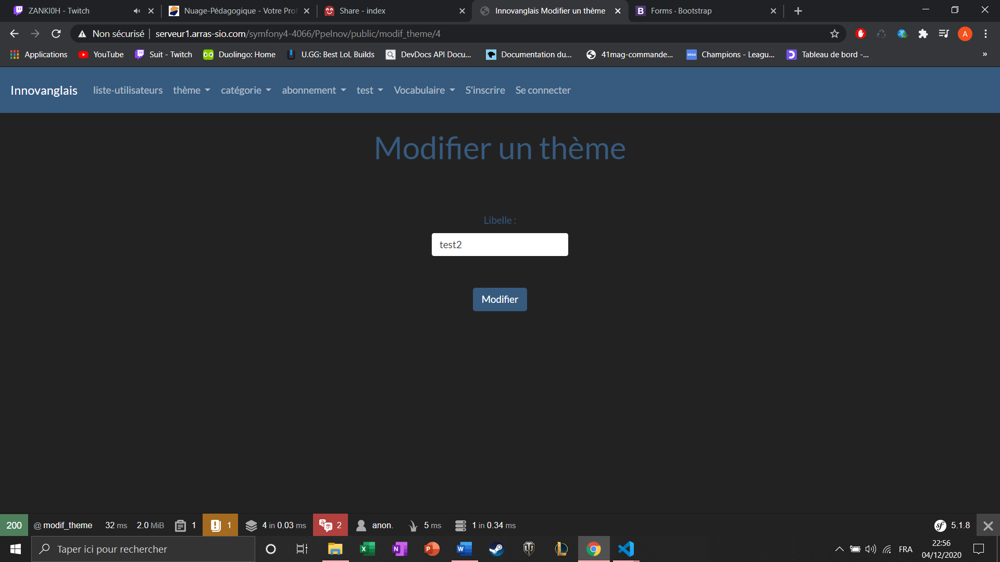 ZANKI0H - Twitch
Nuage-Pédagogique - Votre Prof
Share - index
Innovanglais Modifier un thème
Forms · Bootstrap
Non sécurisé | serveur1.arras-sio.com/symfony4-4066/PpeInov/public/modif_theme/4
A
Applications YouTube Suit - Twitch Duolingo: Home U.GG: Best LoL Builds DevDocs API Docu... Documentation du... 41mag-commande... Champions - Leagu... Tableau de bord -... »
Innovanglais liste-utilisateurs thème catégorie abonnement test Vocabulaire S'inscrire Se connecter
Modifier un thème
Libelle :
test2
Modifier
200 @ modif_theme 32 ms 2.0 MiB 1 1 4 in 0.03 ms 2 anon. 5 ms 1 in 0.34 ms 5.1.8
Taper ici pour rechercher
FRA
22:56
04/12/2020